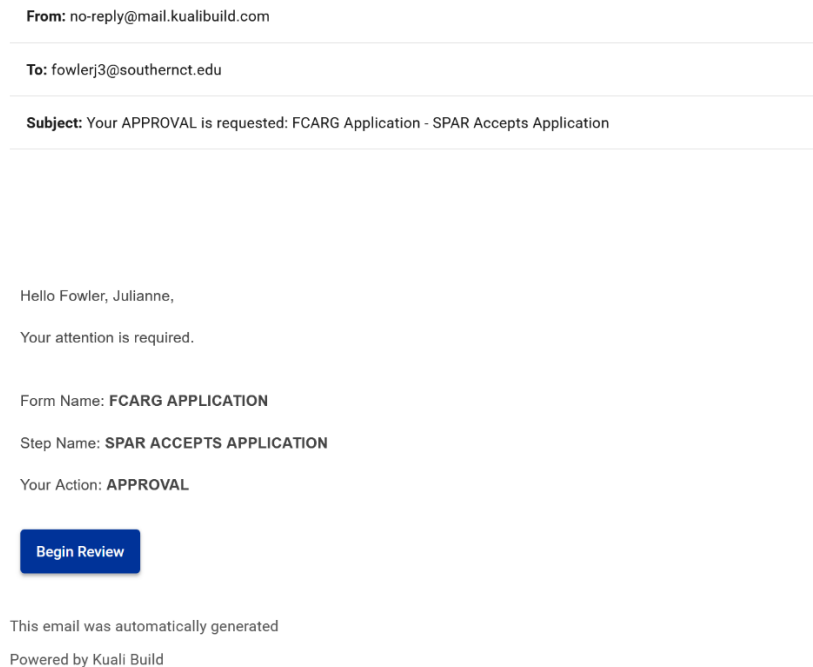 From: no-reply@mail.kualibuild.com
To: fowlerj3@southernct.edu
Subject: Your APPROVAL is requested: FCARG Application - SPAR Accepts Application
Hello Fowler, Julianne,
Your attention is required.
Form Name: FCARG APPLICATION
Step Name: SPAR ACCEPTS APPLICATION
Your Action: APPROVAL
Begin Review
This email was automatically generated
Powered by Kuali Build